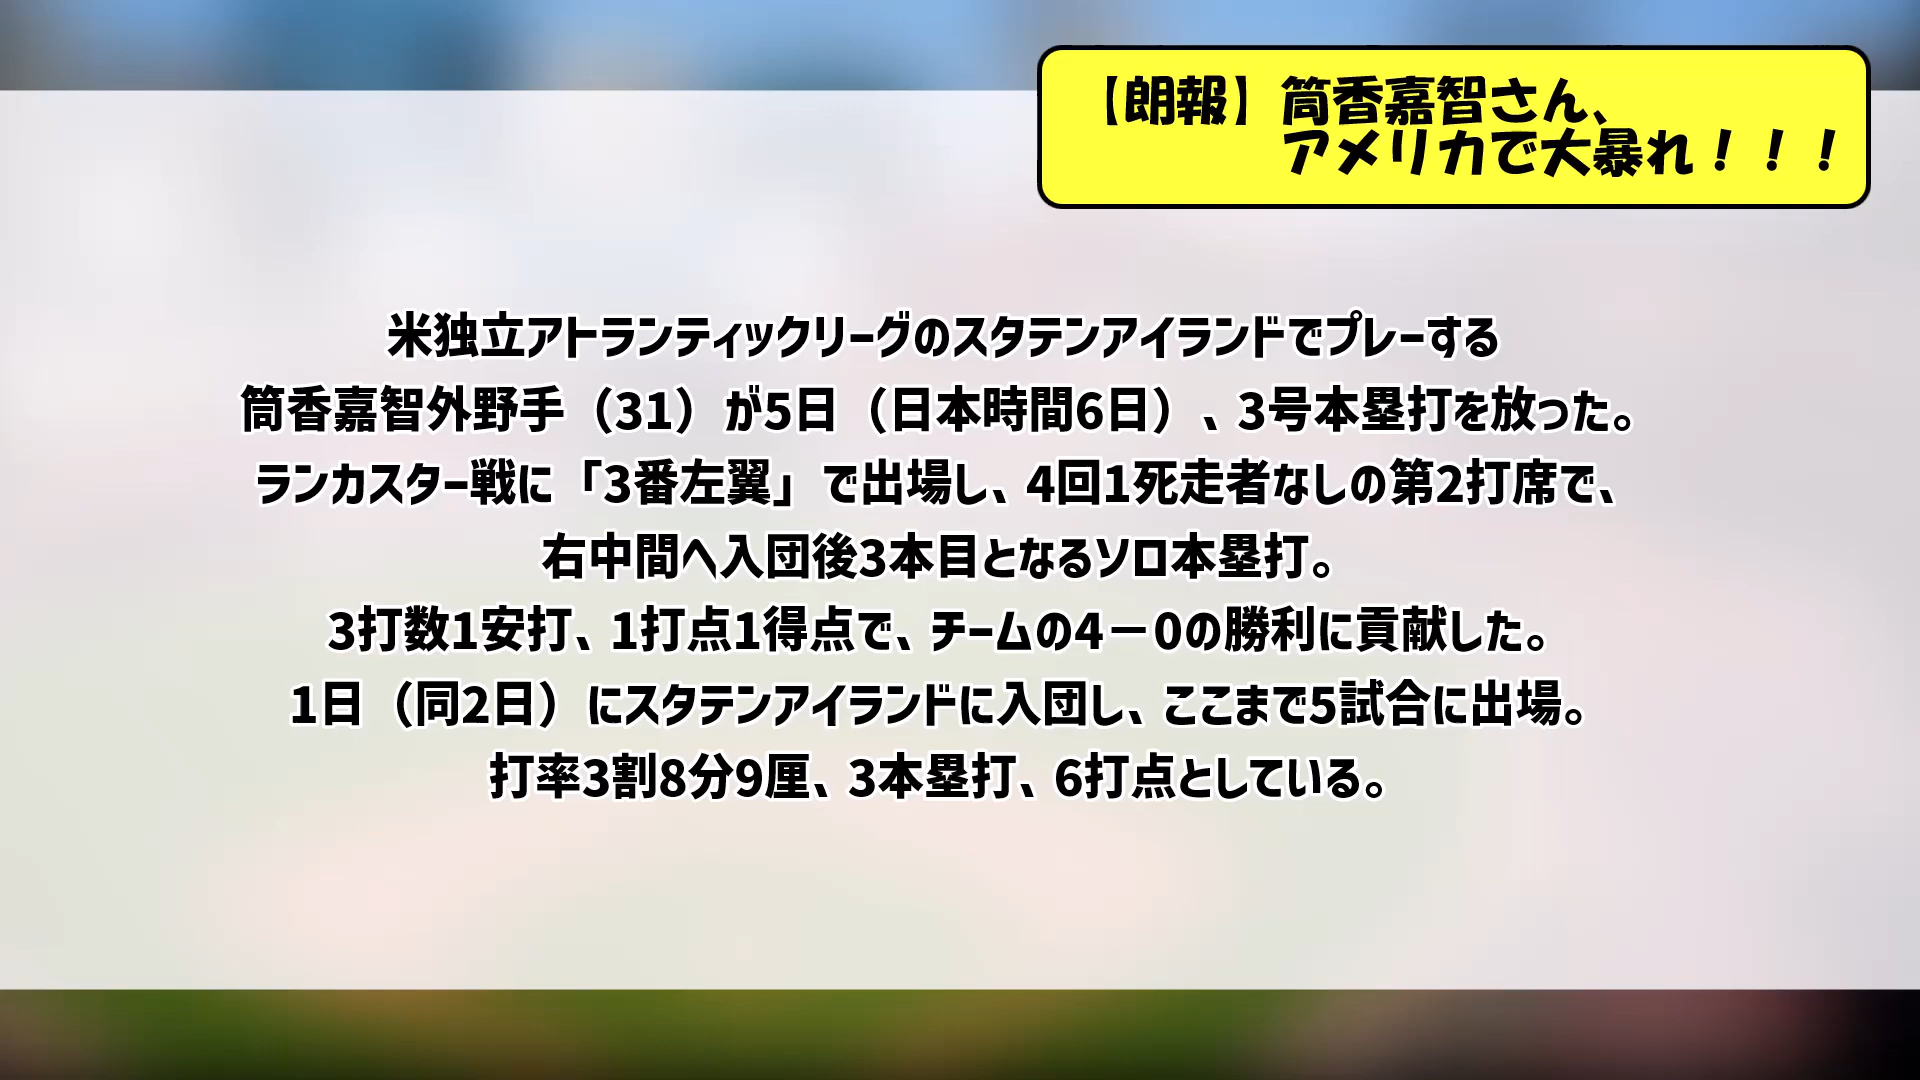 【朗報】筒香嘉智さん、
アメリカで大暴れ！！！
米独立アトランティックリーグのスタテンアイランドでプレーする
筒香嘉智外野手（31）が5日（日本時間6日）、3号本塁打を放った。
ランカスター戦に「3番左翼」で出場し、4回1死走者なしの第2打席で、
右中間へ入団後3本目となるソロ本塁打。
3打数1安打、1打点1得点で、チームの4－0の勝利に貢献した。
1日（同2日）にスタテンアイランドに入団し、ここまで5試合に出場。
打率3割8分9厘、3本塁打、6打点としている。